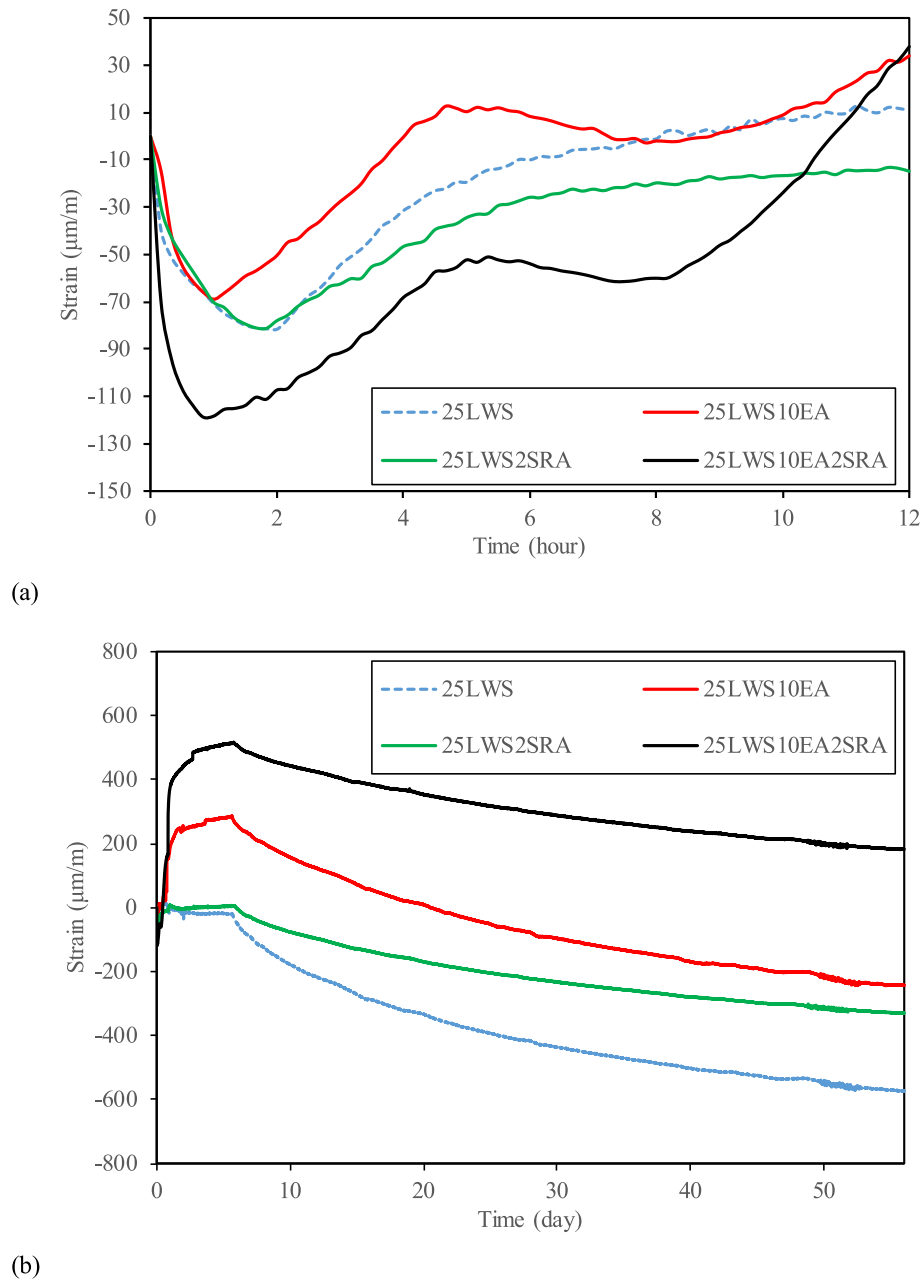 50
30
10
-10
-30
-50
-70
-90
-110
-130
-150
Strain (μm/m)
25LWS 25LWS10EA
25LWS2SRA 25LWS10EA2SRA
0 2 4 6 8 10 12
Time (hour)
(a)
800
600
400
200
0
-200
-400
-600
-800
Strain (μm/m)
25LWS 25LWS10EA
25LWS2SRA 25LWS10EA2SRA
0 10 20 30 40 50
Time (day)
(b)